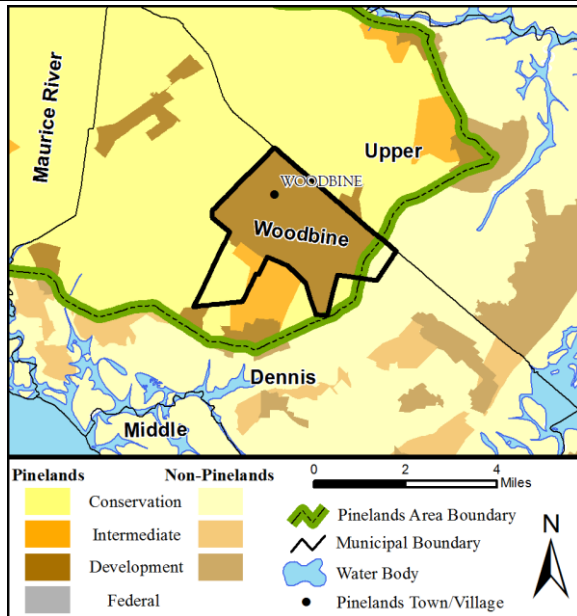 Maurice River
Upper
WOODBINE
Woodbine
Dennis
Middle
Pinelands Non-Pinelands
Conservation
Intermediate
Development
Federal
0 2 4
Miles
Pinelands Area Boundary
Municipal Boundary
Water Body
Pinelands Town/Village
N